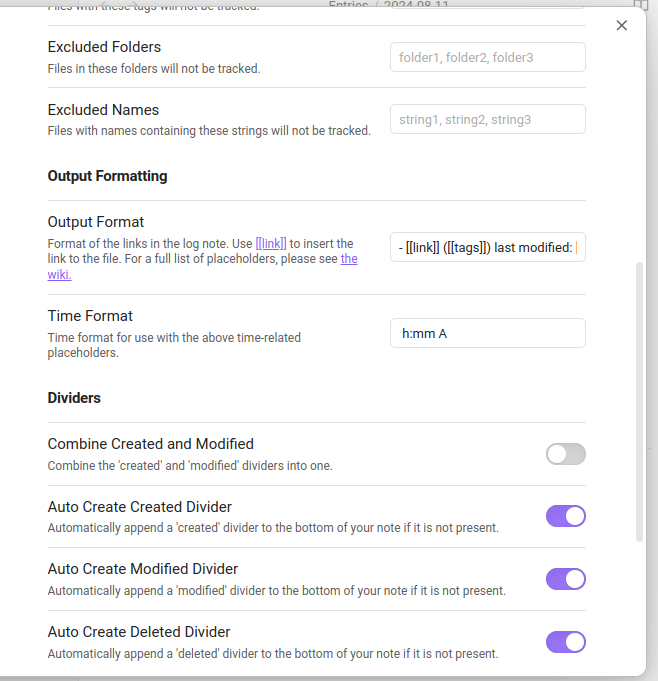 Files with these tags will not be tracked.
Entries / 2024-08-11
Excluded Folders
Files in these folders will not be tracked.
folder1, folder2, folder3
Excluded Names
Files with names containing these strings will not be tracked.
string1, string2, string3
Output Formatting
Output Format
Format of the links in the log note. Use [[link]] to insert the
link to the file. For a full list of placeholders, please see the
wiki.
- [[link]] ([[tags]]) last modified:
Time Format
Time format for use with the above time-related
placeholders.
h:mm A
Dividers
Combine Created and Modified
Combine the 'created' and 'modified' dividers into one.
Auto Create Created Divider
Automatically append a 'created' divider to the bottom of your note if it is not present.
Auto Create Modified Divider
Automatically append a 'modified' divider to the bottom of your note if it is not present.
Auto Create Deleted Divider
Automatically append a 'deleted' divider to the bottom of your note if it is not present.